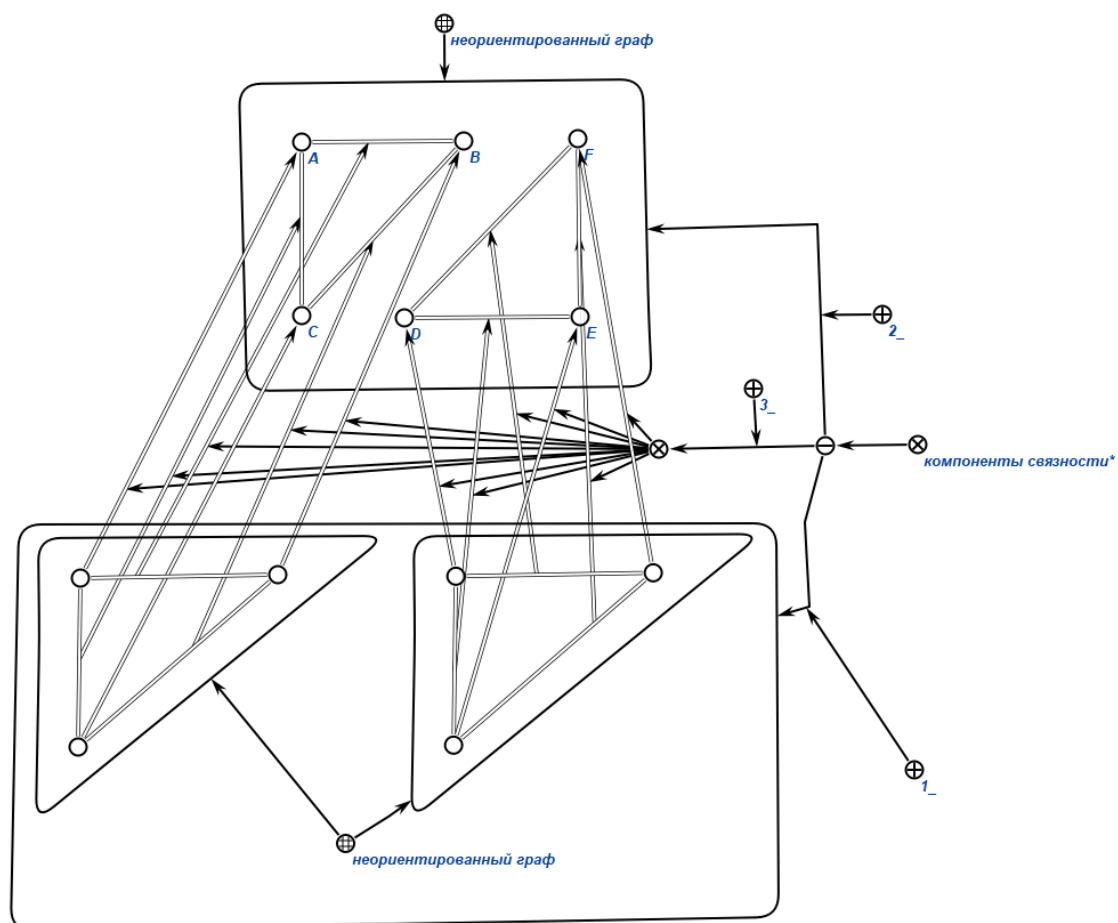 неориентированный граф
A
B
F
C
D
E
2_
3_
компоненты связности*
1_
неориентированный граф